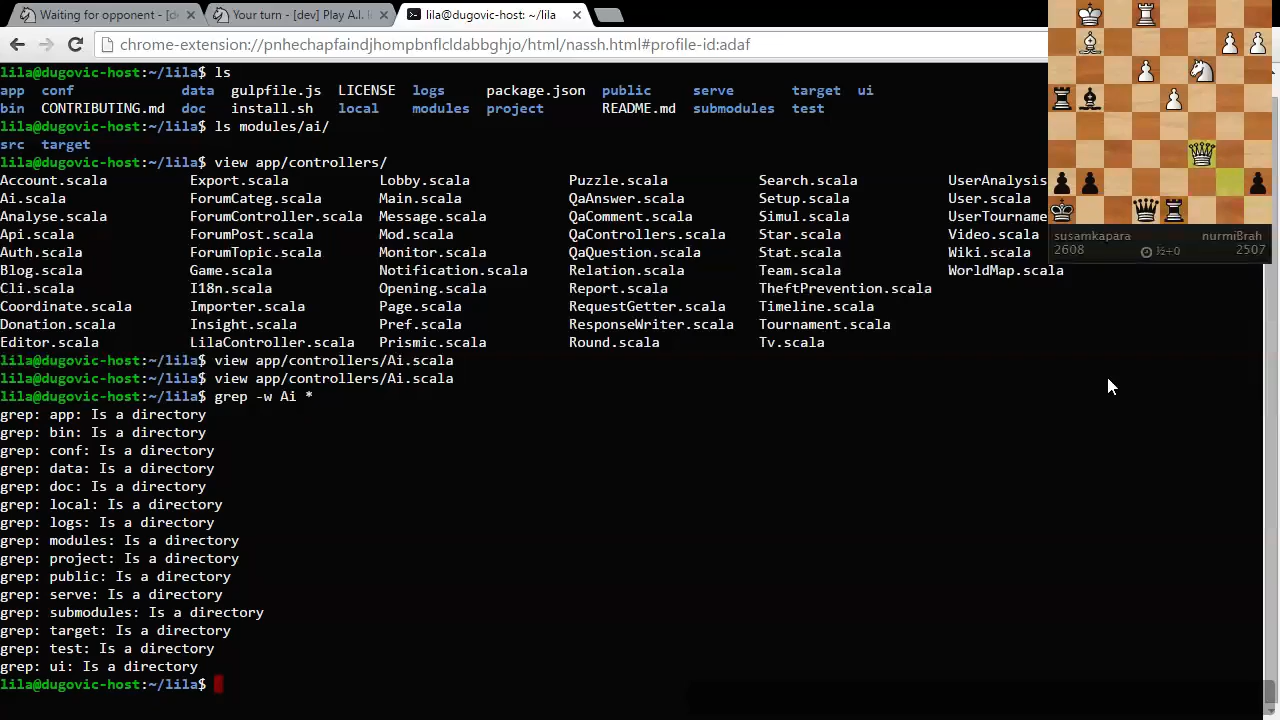 Waiting for opponent - [de
Your turn - [dev] Play A.I. i
lila@dugovic-host: ~/lila
chrome-extension://pnhechapfaindjhompbnflcldabbghjo/html/nassh.html#profile-id:adaf
lila@dugovic-host:~/lila$ ls
app conf data gulpfile.js LICENSE logs package.json public serve target ui
bin CONTRIBUTING.md doc install.sh local modules project README.md submodules test
lila@dugovic-host:~/lila$ ls modules/ai/
src target
lila@dugovic-host:~/lila$ view app/controllers/
Account.scala Export.scala Lobby.scala Puzzle.scala Search.scala UserAnalysis
Ai.scala ForumCateg.scala Main.scala QaAnswer.scala Setup.scala User.scala
Analyse.scala ForumController.scala Message.scala QaComment.scala Simul.scala UserTourname
Api.scala ForumPost.scala Mod.scala QaControllers.scala Star.scala Video.scala
Auth.scala ForumTopic.scala Monitor.scala QaQuestion.scala Stat.scala Wiki.scala
Blog.scala Game.scala Notification.scala Relation.scala Team.scala WorldMap.scala
Cli.scala I18n.scala Opening.scala Report.scala TheftPrevention.scala
Coordinate.scala Importer.scala Page.scala RequestGetter.scala Timeline.scala
Donation.scala Insight.scala Pref.scala ResponseWriter.scala Tournament.scala
Editor.scala LilaController.scala Prismic.scala Round.scala Tv.scala
lila@dugovic-host:~/lila$ view app/controllers/Ai.scala
lila@dugovic-host:~/lila$ view app/controllers/Ai.scala
lila@dugovic-host:~/lila$ grep -w Ai *
grep: app: Is a directory
grep: bin: Is a directory
grep: conf: Is a directory
grep: data: Is a directory
grep: doc: Is a directory
grep: local: Is a directory
grep: logs: Is a directory
grep: modules: Is a directory
grep: project: Is a directory
grep: public: Is a directory
grep: serve: Is a directory
grep: submodules: Is a directory
grep: target: Is a directory
grep: test: Is a directory
grep: ui: Is a directory
lila@dugovic-host:~/lila$
susamkapara nurmiBrah
2608 ½+0 2507